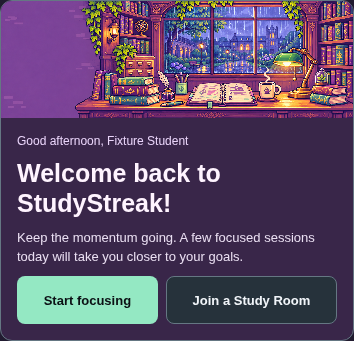 Good afternoon, Fixture Student
Welcome back to
StudyStreak!
Keep the momentum going. A few focused sessions
today will take you closer to your goals.
Start focusing
Join a Study Room